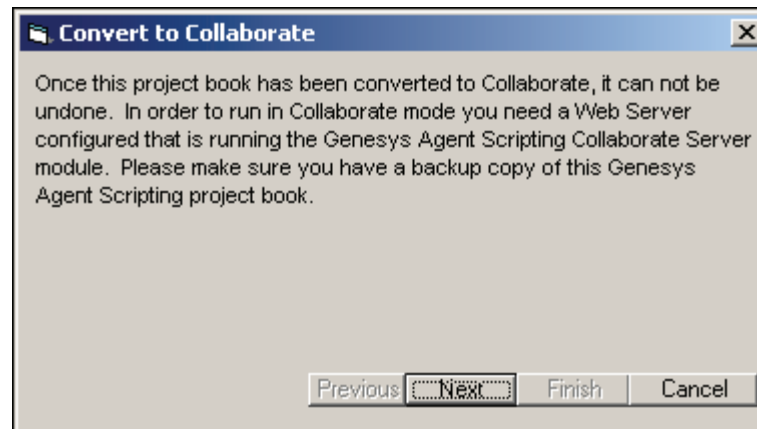 Convert to Collaborate
Once this project book has been converted to Collaborate, it can not be
undone. In order to run in Collaborate mode you need a Web Server
configured that is running the Genesys Agent Scripting Collaborate Server
module. Please make sure you have a backup copy of this Genesys
Agent Scripting project book.
Previous Next Finish Cancel